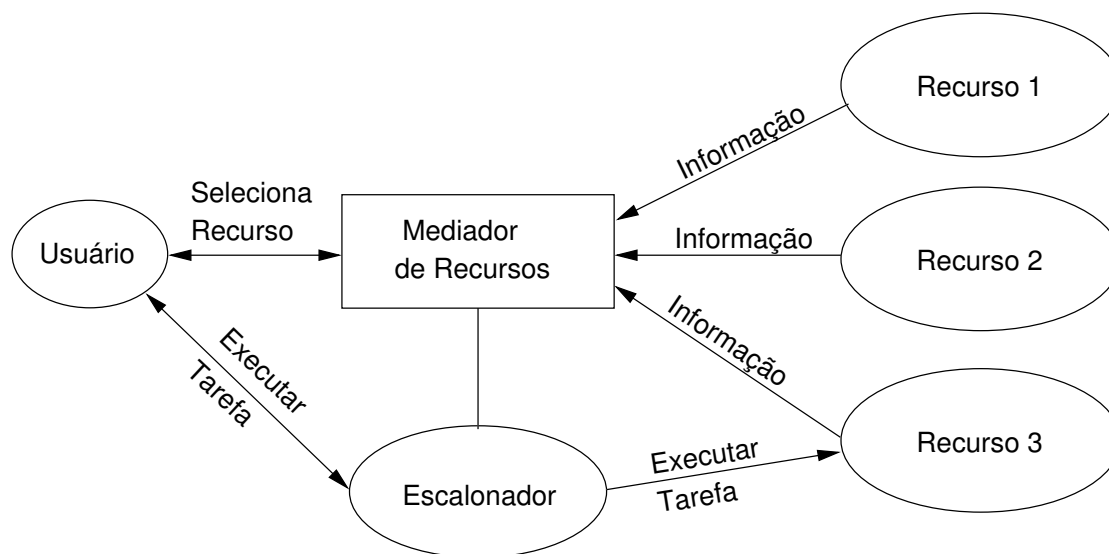 Recurso 1
Informação
Seleciona
Recurso
Usuário
Mediador
de Recursos
Informação
Recurso 2
Informação
Executar
Tarefa
Recurso 3
Executar
Tarefa
Escalonador